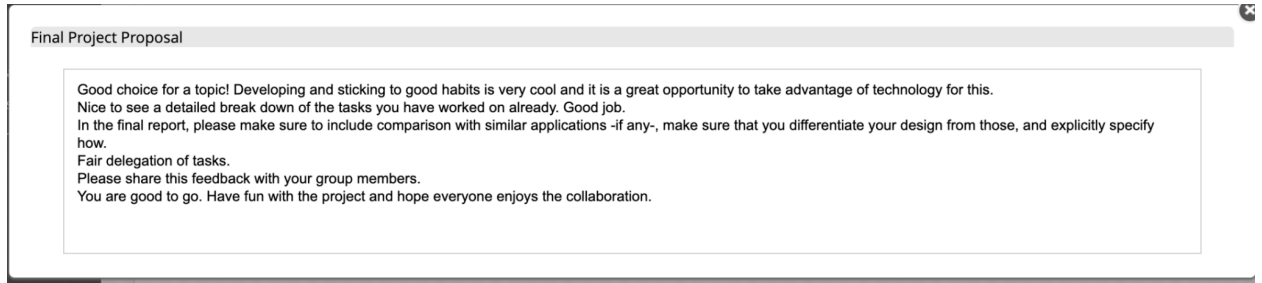 Final Project Proposal
Good choice for a topic! Developing and sticking to good habits is very cool and it is a great opportunity to take advantage of technology for this.
Nice to see a detailed break down of the tasks you have worked on already. Good job.
In the final report, please make sure to include comparison with similar applications -if any-, make sure that you differentiate your design from those, and explicitly specify
how.
Fair delegation of tasks.
Please share this feedback with your group members.
You are good to go. Have fun with the project and hope everyone enjoys the collaboration.